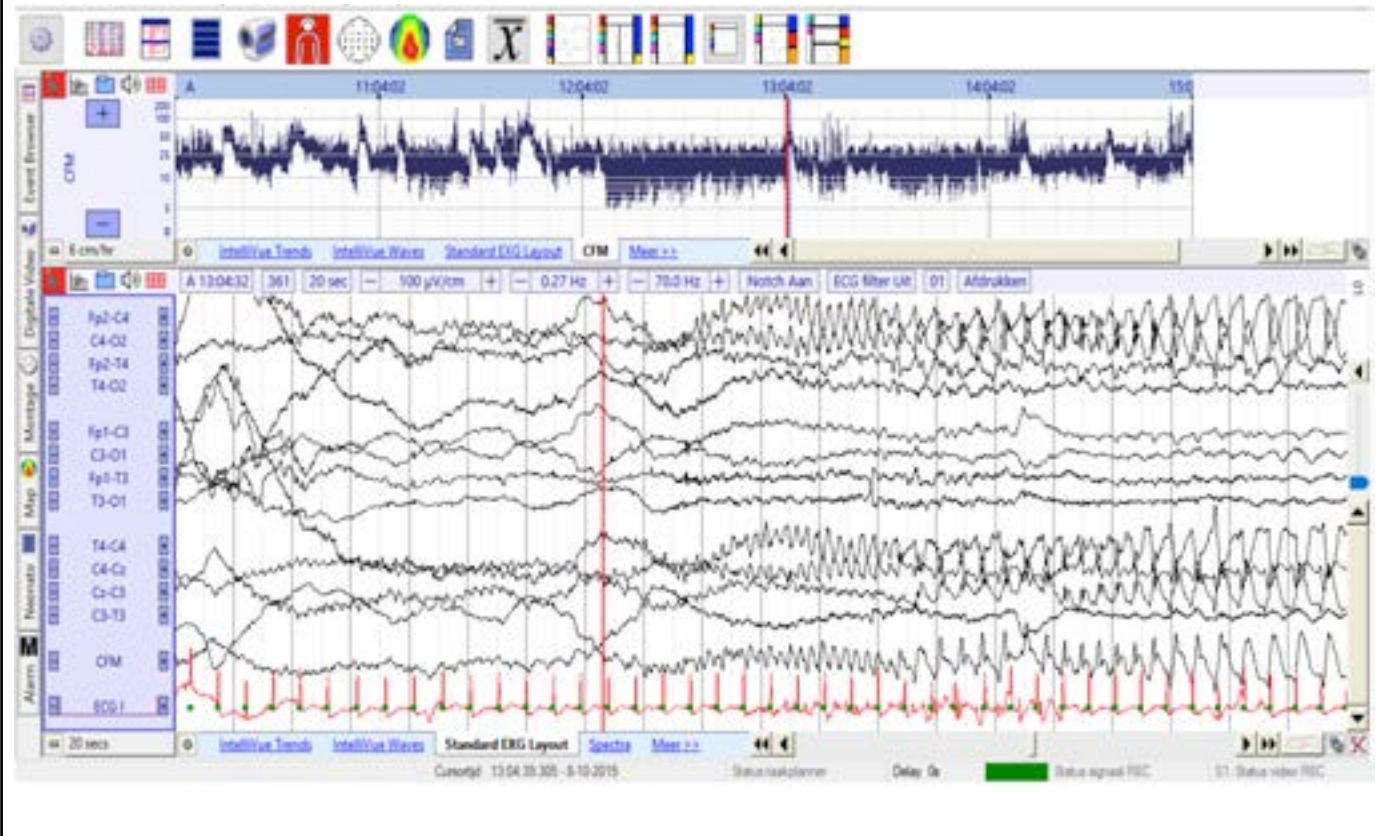 A 11:04:02 12:04:02 13:04:02 14:04:02 15:0
+
CFM
−
6 cm/hr
IntelliVue Trends IntelliVue Waves Standard EXG Layout CFM Meer >>
A 13:04:32 361 20 sec − 100 µV/cm + − 0.27 Hz + − 70.0 Hz + Notch Aan ECG filter Uit 01 Afdrukken
Fp2-C4
C4-O2
Fp2-T4
T4-O2
Fp1-C3
C3-O1
Fp1-T3
T3-O1
T4-C4
C4-Cz
Cz-C3
C3-T3
CFM
ECG I
20 secs
IntelliVue Trends IntelliVue Waves Standard EXG Layout Spectra Meer >>
Cursortijd: 13:04:39.305 - 8-10-2015 Status taakplanner Delay 0s Status signaal REC S1: Status video REC
Event Browser
Digitale Video
Montage
Map
Neonato
Alarm